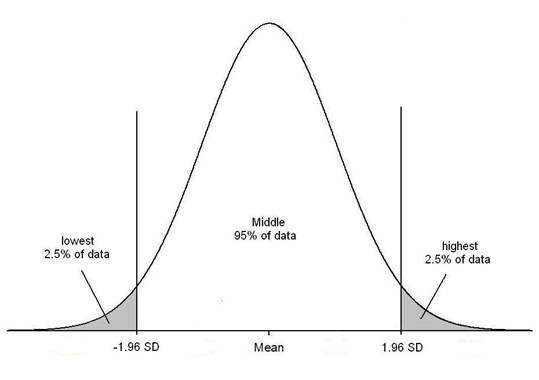 Middle
95% of data
lowest
2.5% of data
highest
2.5% of data
-1.96 SD
Mean
1.96 SD